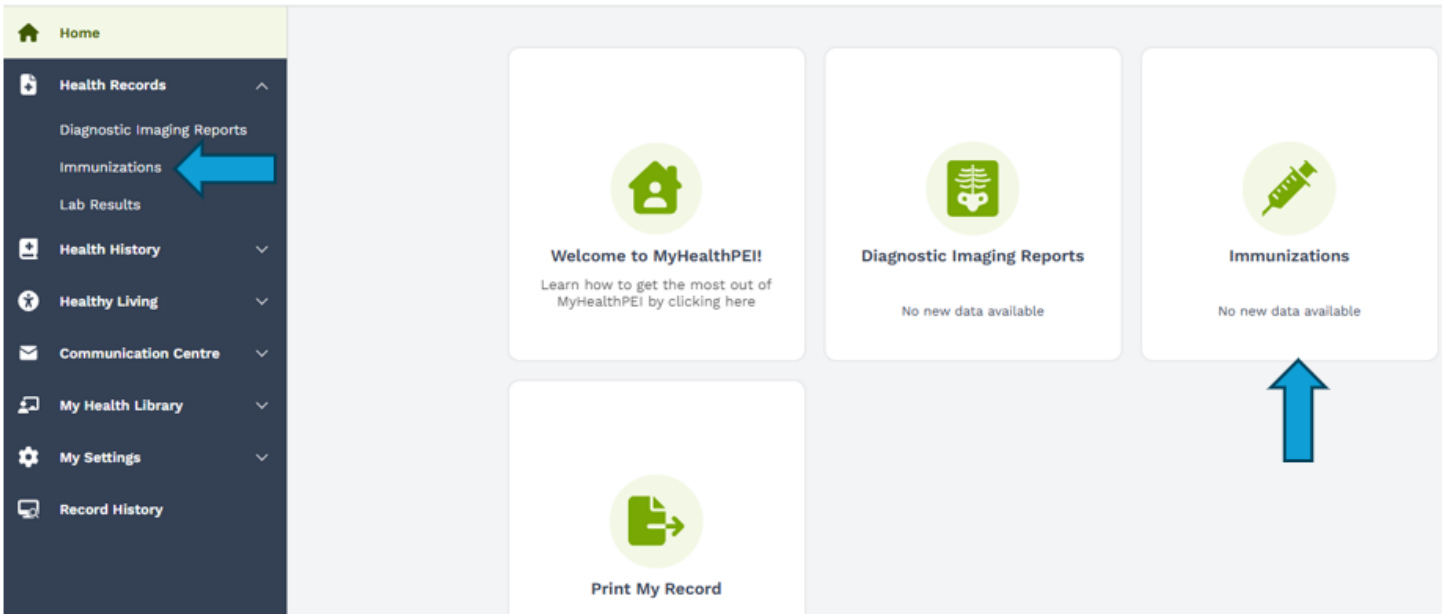 Home
Health Records
Diagnostic Imaging Reports
Immunizations
Lab Results
Health History
Healthy Living
Communication Centre
My Health Library
My Settings
Record History
Welcome to MyHealthPEI!
Learn how to get the most out of
MyHealthPEI by clicking here
Diagnostic Imaging Reports
No new data available
Immunizations
No new data available
Print My Record